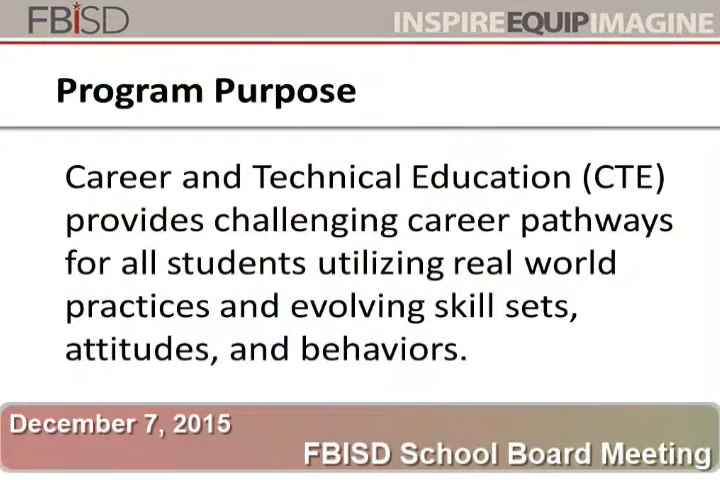 FBISD
INSPIREEQUIPIMAGINE
Program Purpose
Career and Technical Education (CTE)
provides challenging career pathways
for all students utilizing real world
practices and evolving skill sets,
attitudes, and behaviors.
December 7, 2015
FBISD School Board Meeting